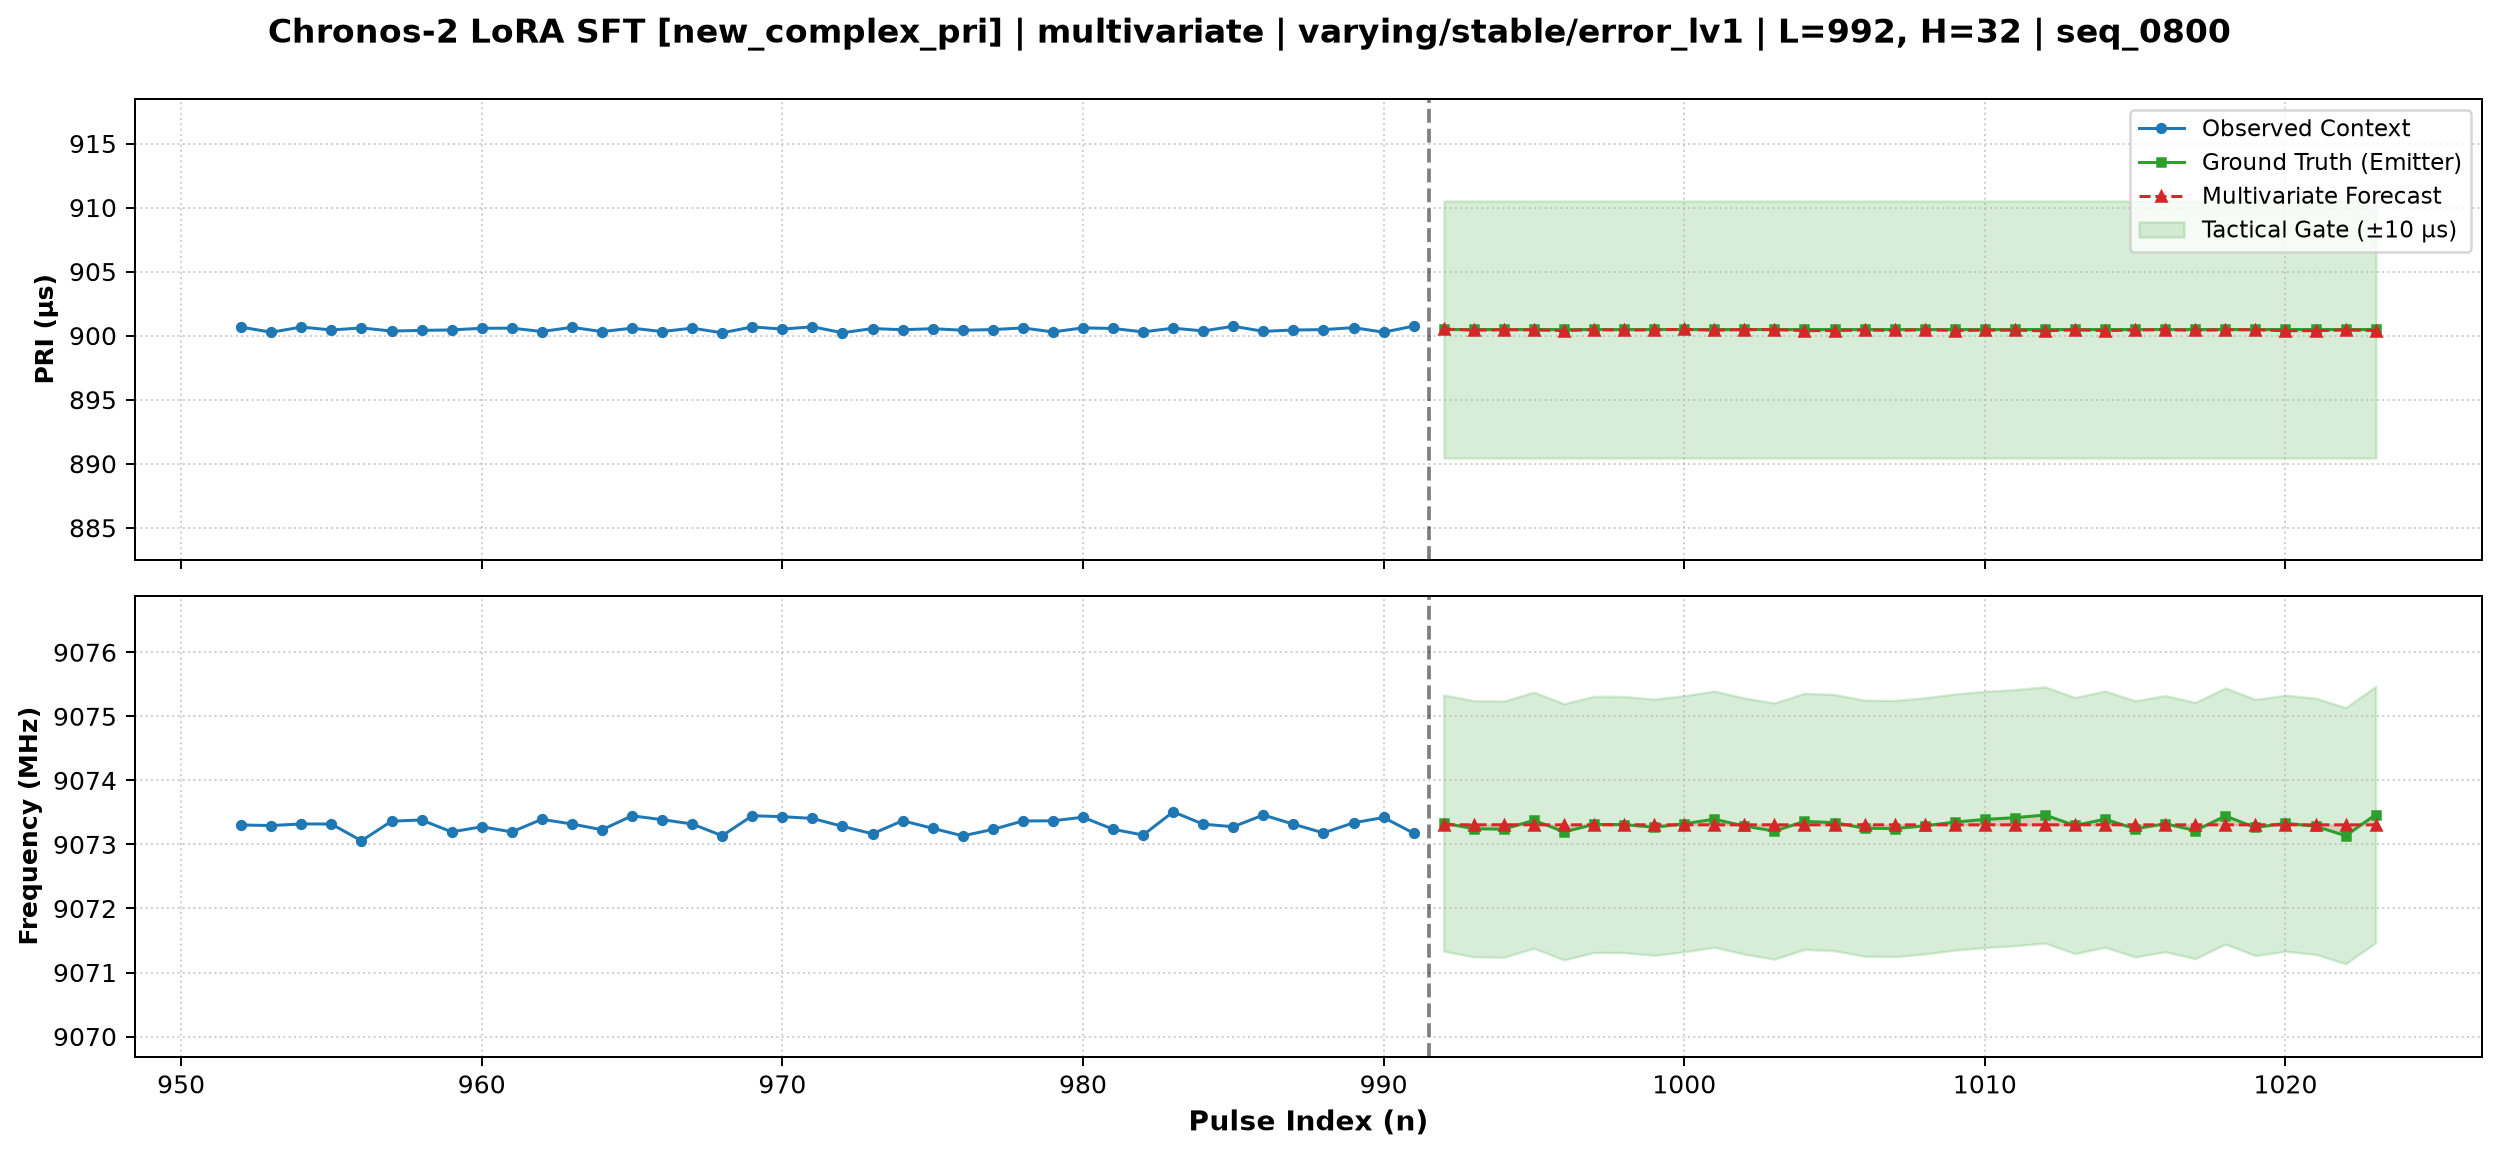 Chronos-2 LoRA SFT [new_complex_pri] | multivariate | varying/stable/error_lv1 | L=992, H=32 | seq_0800
PRI (μs)
915
910
905
900
895
890
885
Observed Context
Ground Truth (Emitter)
Multivariate Forecast
Tactical Gate (±10 μs)
Frequency (MHz)
9076
9075
9074
9073
9072
9071
9070
950 960 970 980 990 1000 1010 1020
Pulse Index (n)